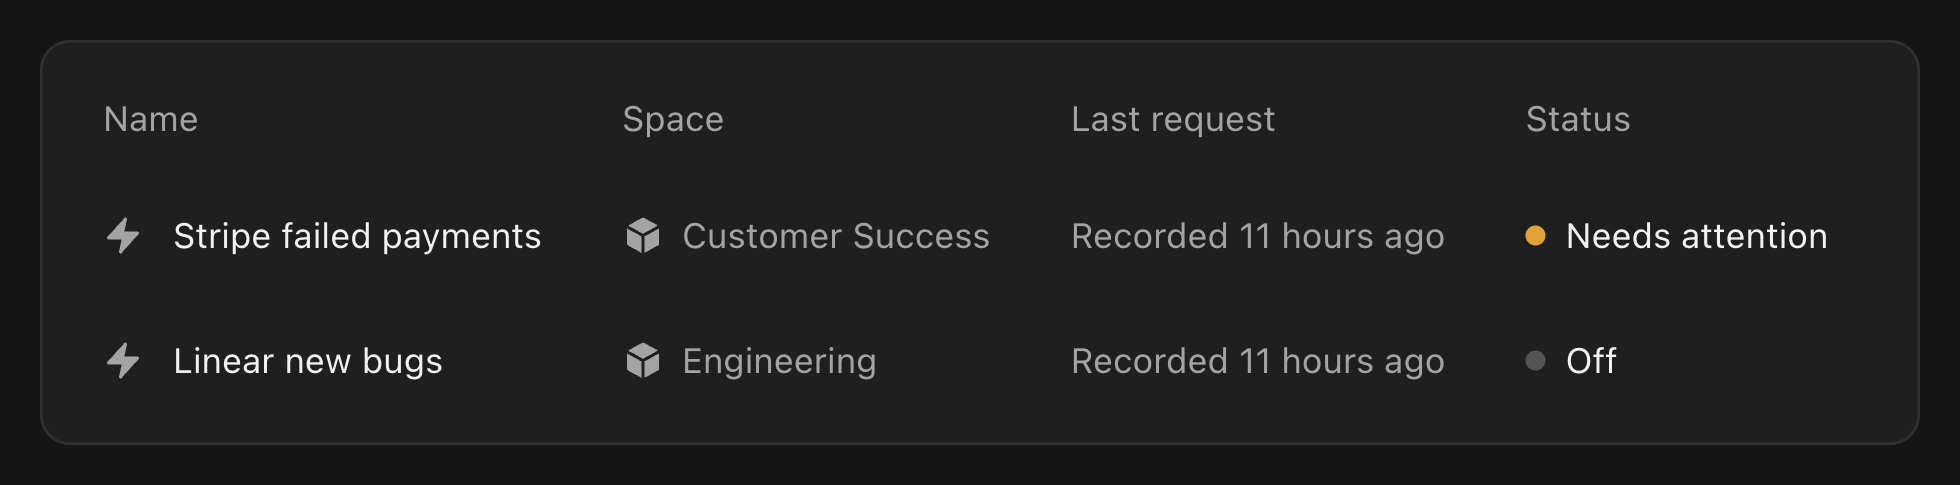 Name Space Last request Status
Stripe failed payments Customer Success Recorded 11 hours ago Needs attention
Linear new bugs Engineering Recorded 11 hours ago Off